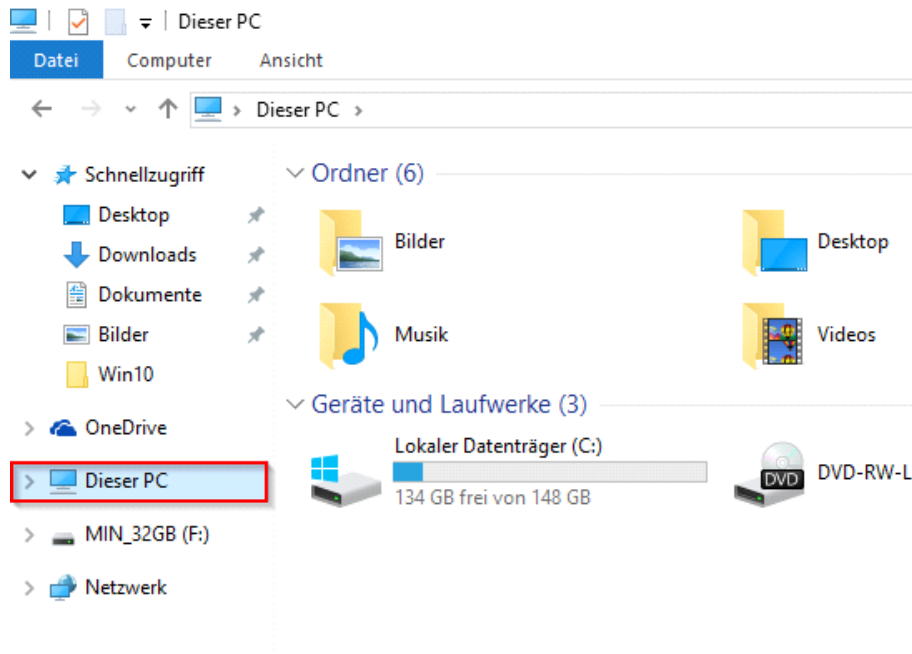 Dieser PC
Datei Computer Ansicht
Dieser PC
Schnellzugriff
Desktop
Downloads
Dokumente
Bilder
Win10
OneDrive
Dieser PC
MIN_32GB (F:)
Netzwerk
Ordner (6)
Bilder
Desktop
Musik
Videos
Geräte und Laufwerke (3)
Lokaler Datenträger (C:)
134 GB frei von 148 GB
DVD
DVD-RW-L